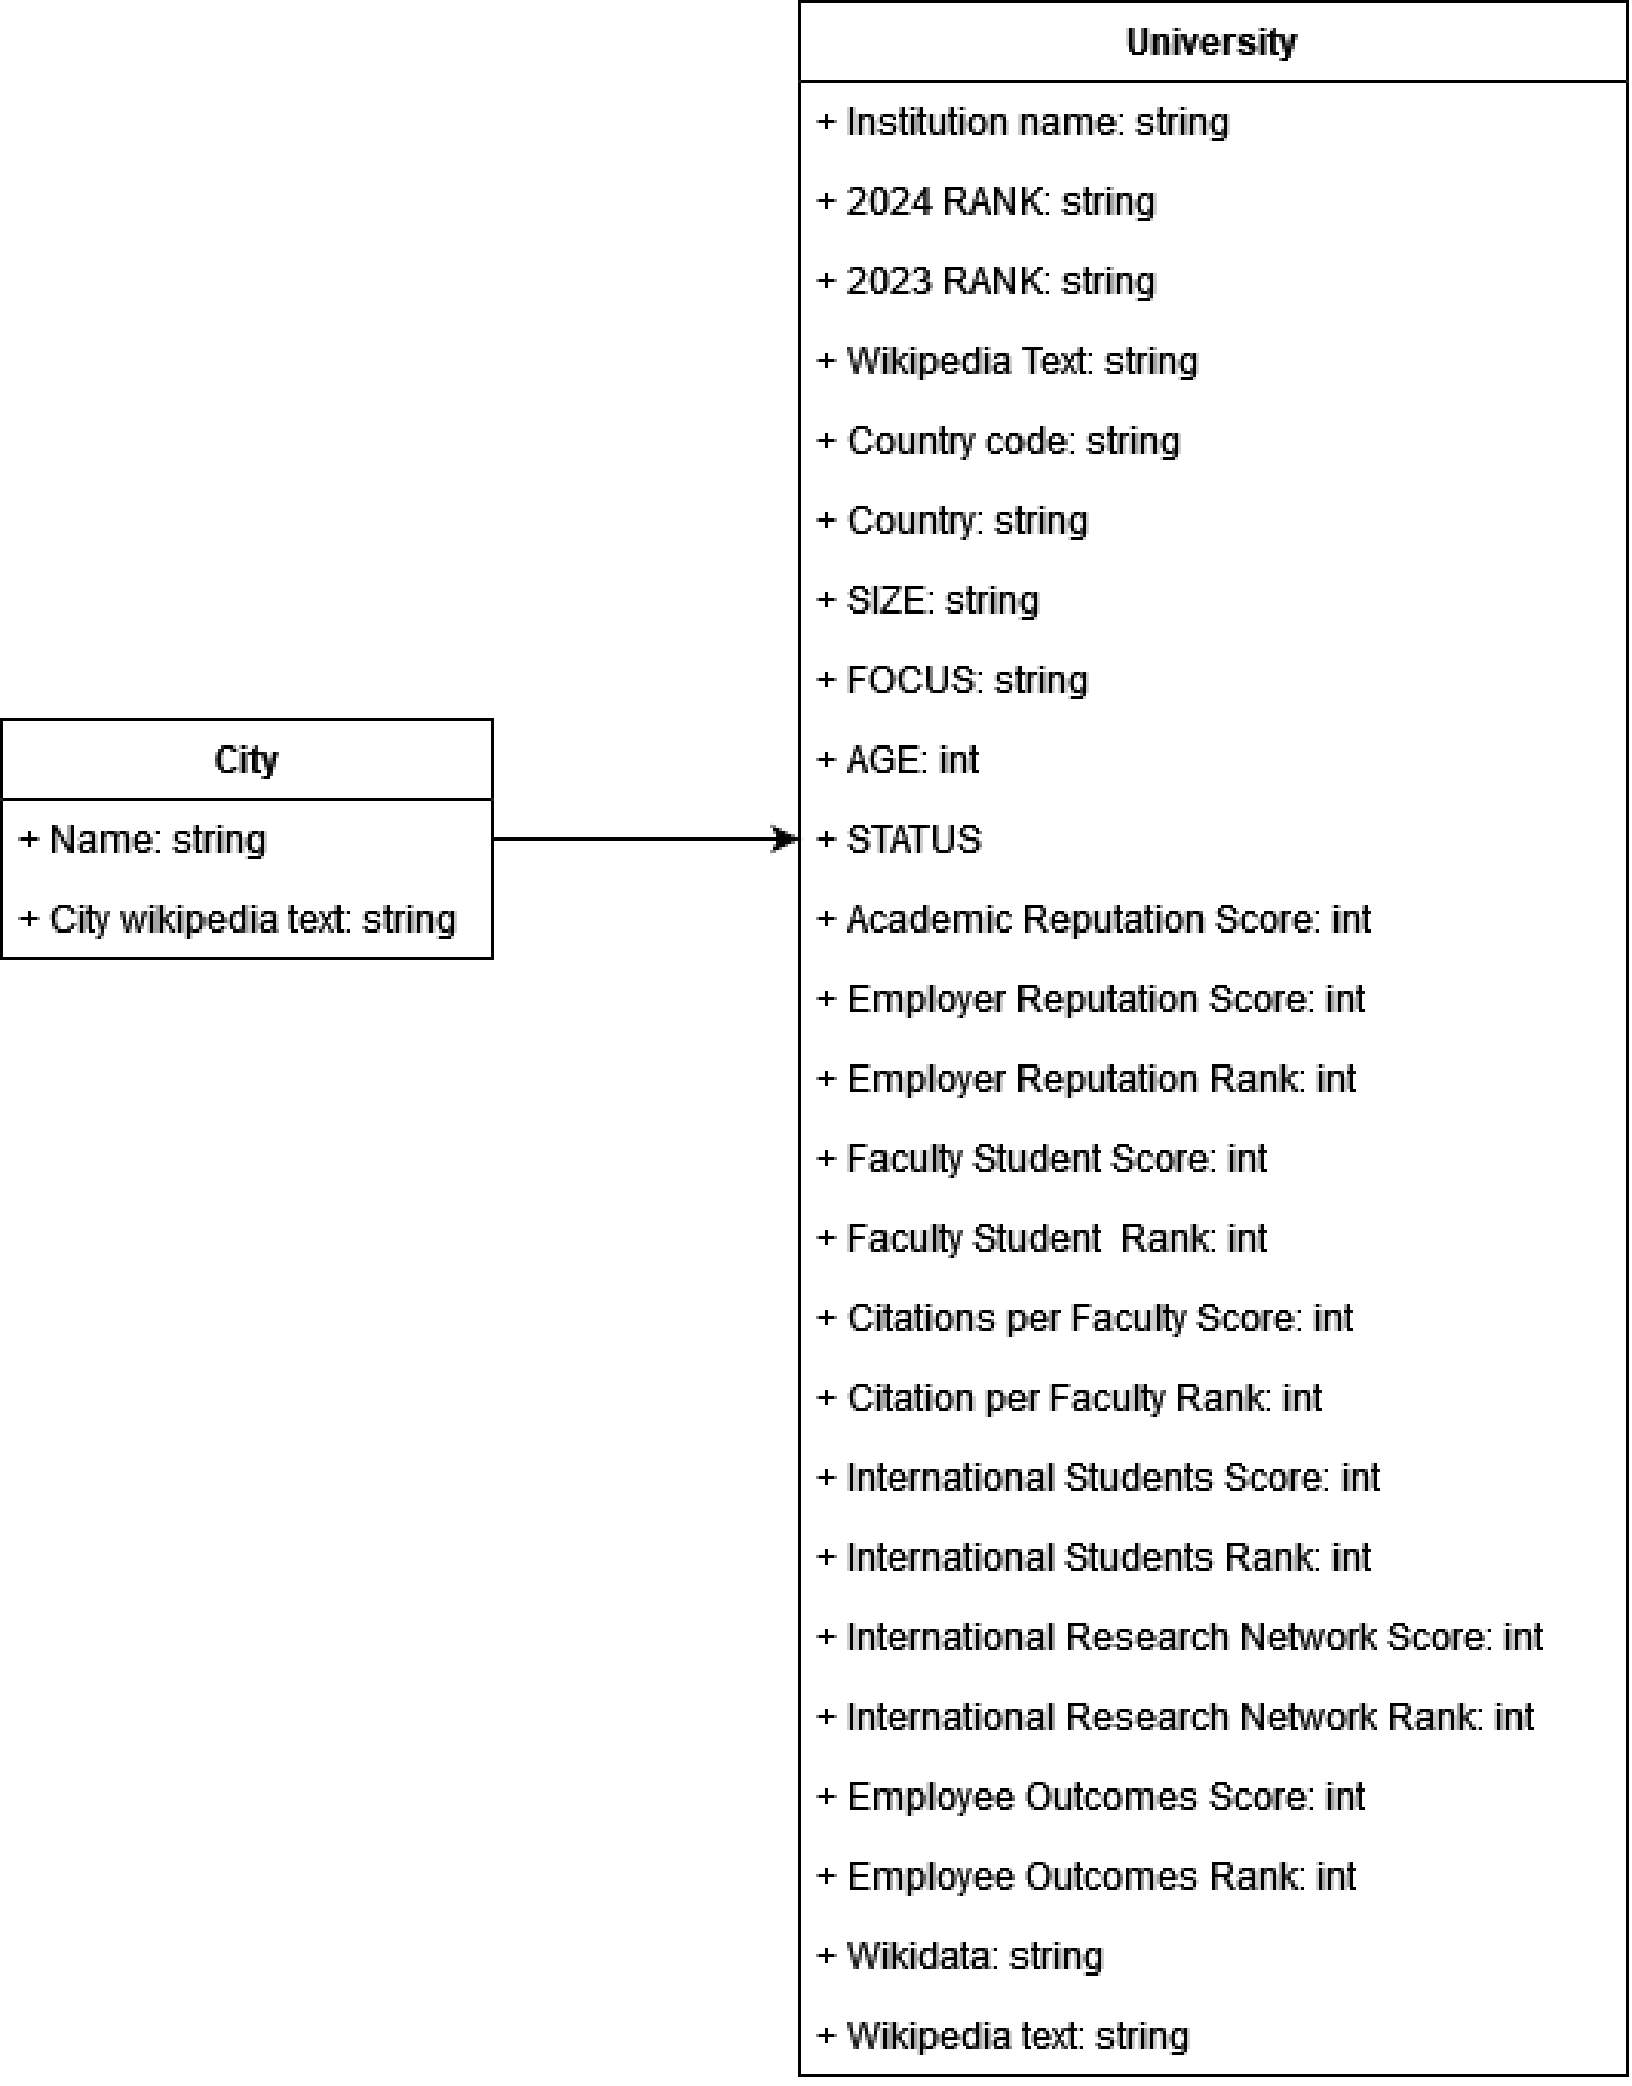 University
+ Institution name: string
+ 2024 RANK: string
+ 2023 RANK: string
+ Wikipedia Text: string
+ Country code: string
+ Country: string
+ SIZE: string
+ FOCUS: string
+ AGE: int
+ STATUS
+ Academic Reputation Score: int
+ Employer Reputation Score: int
+ Employer Reputation Rank: int
+ Faculty Student Score: int
+ Faculty Student  Rank: int
+ Citations per Faculty Score: int
+ Citation per Faculty Rank: int
+ International Students Score: int
+ International Students Rank: int
+ International Research Network Score: int
+ International Research Network Rank: int
+ Employee Outcomes Score: int
+ Employee Outcomes Rank: int
+ Wikidata: string
+ Wikipedia text: string
City
+ Name: string
+ City wikipedia text: string